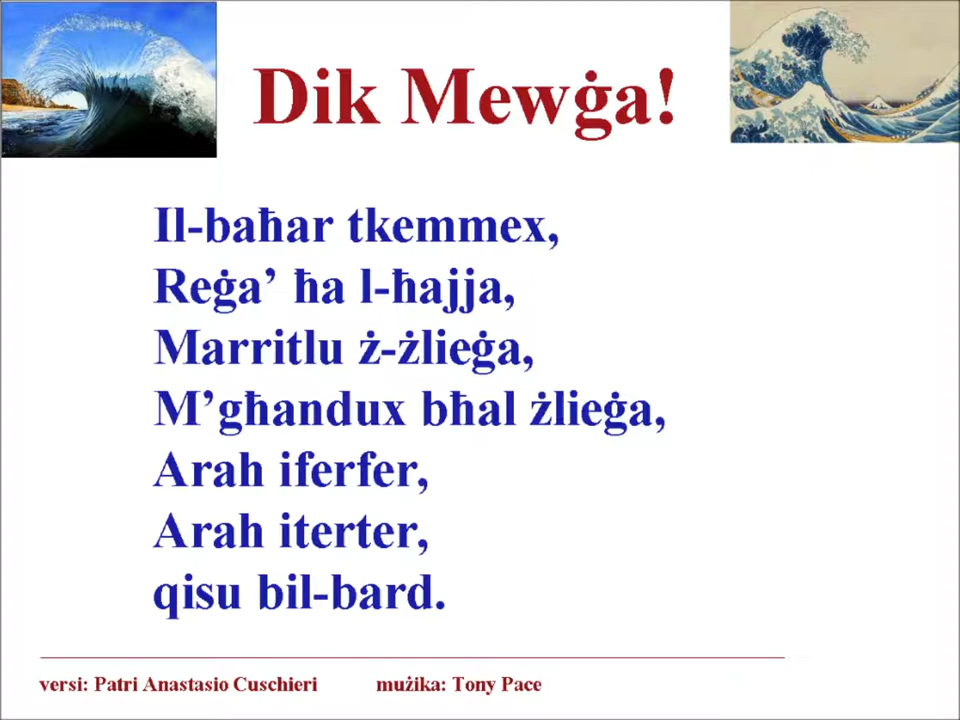 Dik Mewġa!
Il-baħar tkemmex,
Reġa’ ħa l-ħajja,
Marritlu ż-żlieġa,
M’għandux bħal żlieġa,
Arah iferfer,
Arah iterter,
qisu bil-bard.
versi: Patri Anastasio Cuschieri mużika: Tony Pace